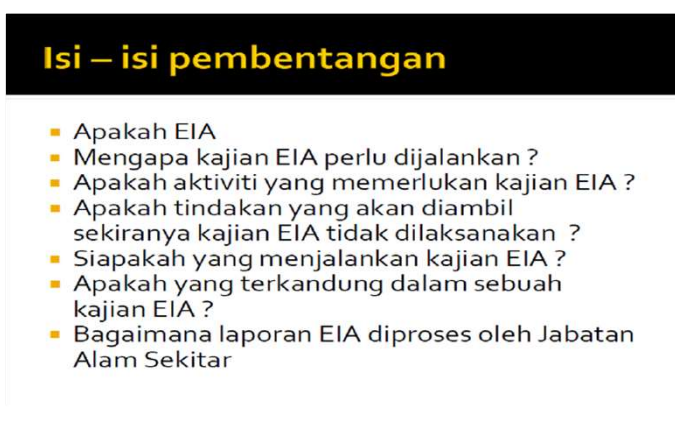 Isi – isi pembentangan
▪ Apakah EIA
▪ Mengapa kajian EIA perlu dijalankan ?
▪ Apakah aktiviti yang memerlukan kajian EIA ?
▪ Apakah tindakan yang akan diambil
sekiranya kajian EIA tidak dilaksanakan  ?
▪ Siapakah yang menjalankan kajian EIA ?
▪ Apakah yang terkandung dalam sebuah
kajian EIA ?
▪ Bagaimana laporan EIA diproses oleh Jabatan
Alam Sekitar